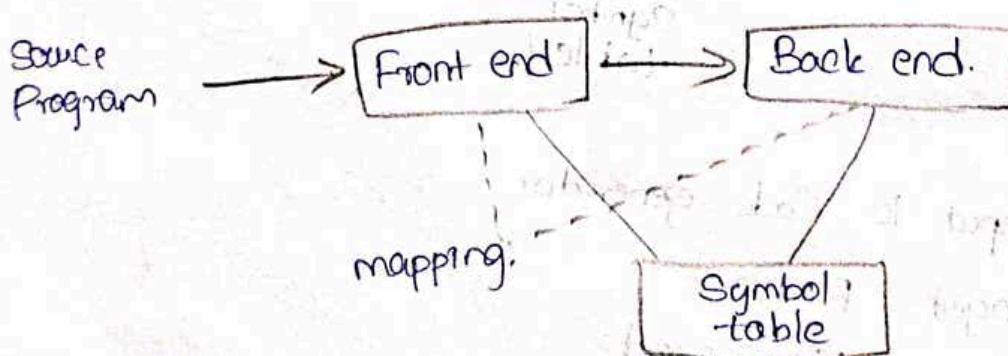 Source
Program
Front end
Back end.
mapping.
Symbol
table